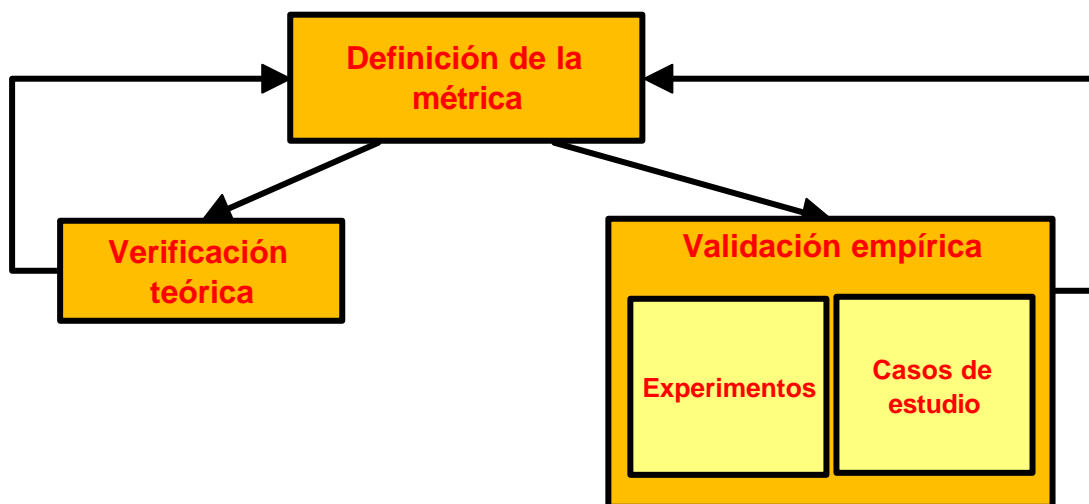 Definición de la
métrica
Verificación
teórica
Validación empírica
Experimentos
Casos de
estudio